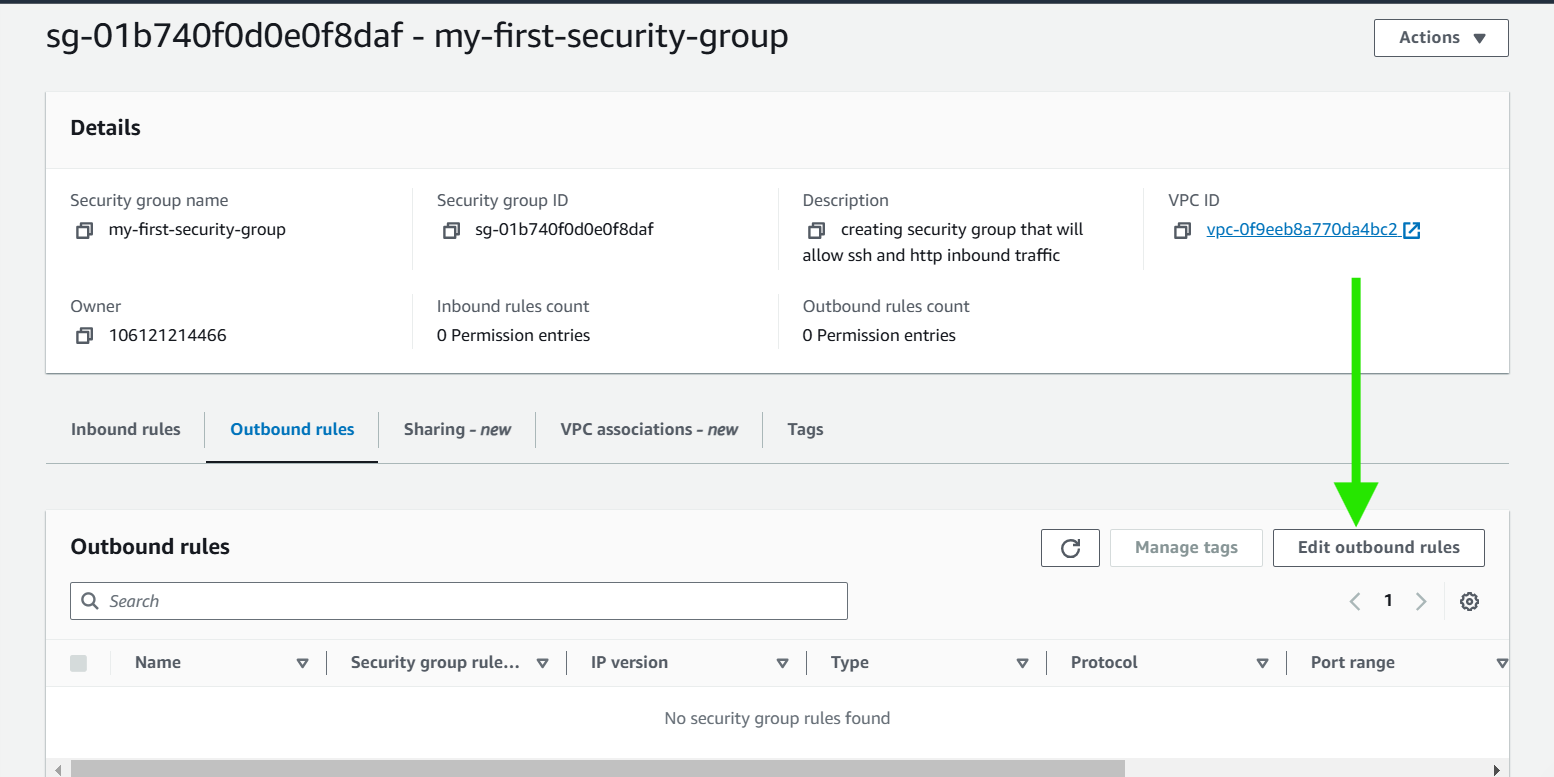 sg-01b740f0d0e0f8daf - my-first-security-group
Actions
Details
Security group name
my-first-security-group
Security group ID
sg-01b740f0d0e0f8daf
Description
creating security group that will
allow ssh and http inbound traffic
VPC ID
vpc-0f9eeb8a770da4bc2
Owner
106121214466
Inbound rules count
0 Permission entries
Outbound rules count
0 Permission entries
Inbound rules
Outbound rules
Sharing - new
VPC associations - new
Tags
Outbound rules
Manage tags
Edit outbound rules
Search
1
Name
Security group rule...
IP version
Type
Protocol
Port range
No security group rules found